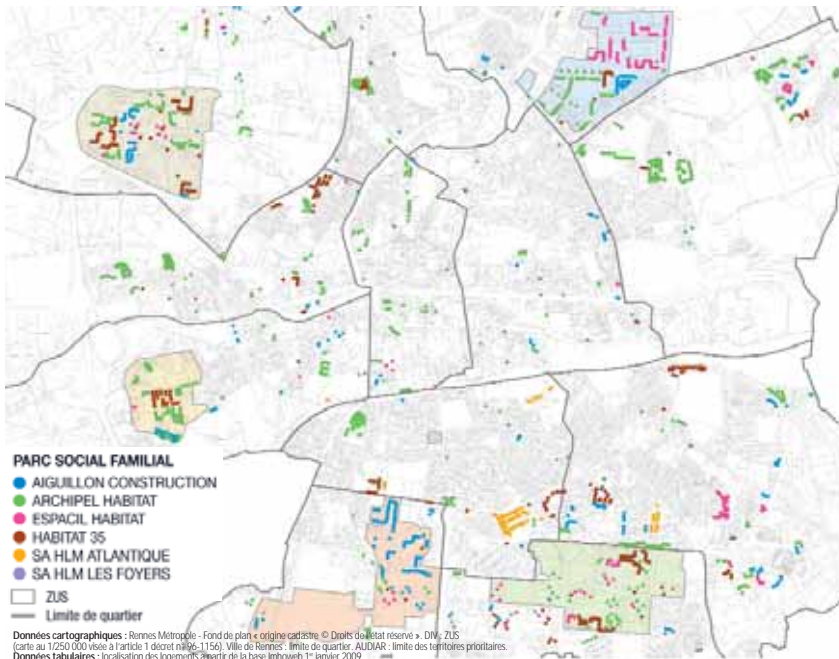 PARC SOCIAL FAMILIAL
AIGUILLON CONSTRUCTION
ARCHIPEL HABITAT
ESPACIL HABITAT
HABITAT 35
SA HLM ATLANTIQUE
SA HLM LES FOYERS
ZUS
Limite de quartier
Données cartographiques : Rennes Métropole - Fond de plan « origine cadastre © Droits de l'état réservé ». DIV : ZUS
(carte au 1/250 000 visée à l'article 1 décret n° 96-1156). Ville de Rennes : limite de quartier. AUDIAR : limite des territoires prioritaires.
Données tabulaires : localisation des logements à partir de la base Imhoweb 1er janvier 2009